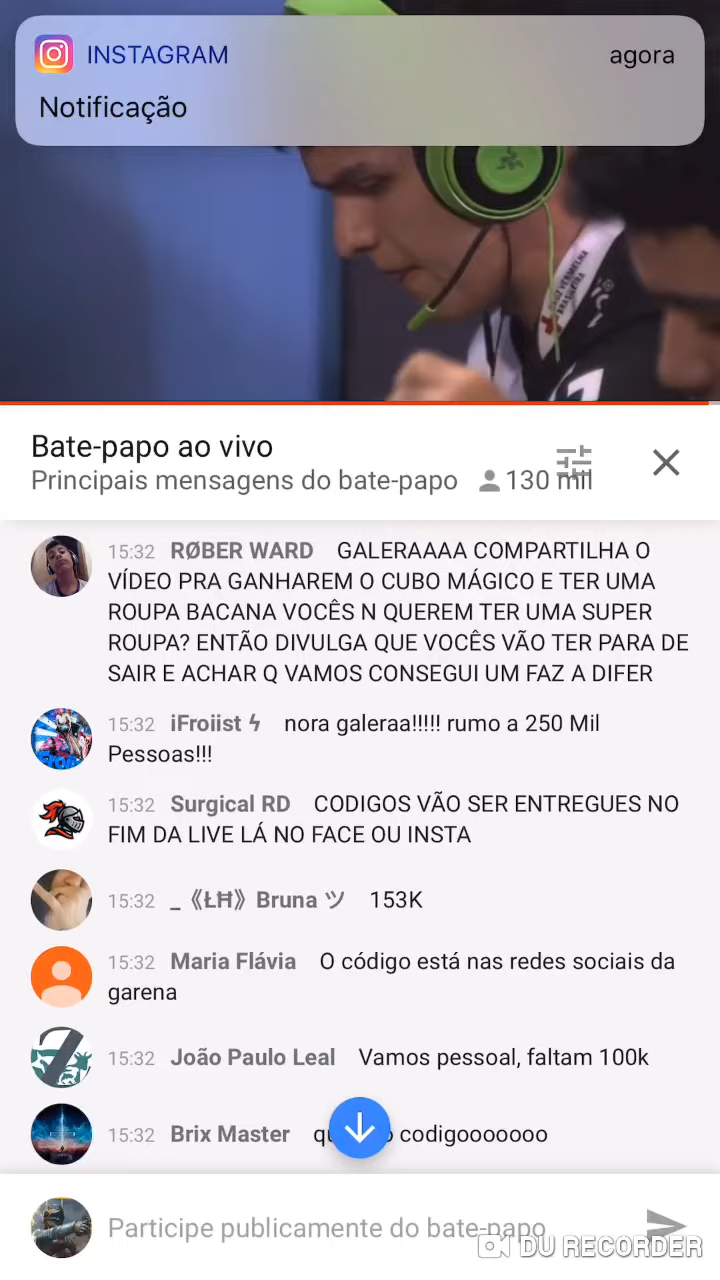 INSTAGRAM
agora
Notificação
Bate-papo ao vivo
Principais mensagens do bate-papo 130 mil
15:32 RØBER WARD GALERAAAA COMPARTILHA O
VÍDEO PRA GANHAREM O CUBO MÁGICO E TER UMA
ROUPA BACANA VOCÊS N QUEREM TER UMA SUPER
ROUPA? ENTÃO DIVULGA QUE VOCÊS VÃO TER PARA DE
SAIR E ACHAR Q VAMOS CONSEGUI UM FAZ A DIFER
15:32 iFroiist ϟ nora galeraa!!!!! rumo a 250 Mil
Pessoas!!!
15:32 Surgical RD CODIGOS VÃO SER ENTREGUES NO
FIM DA LIVE LÁ NO FACE OU INSTA
15:32 _《ŁĦ》Bruna ツ 153K
15:32 Maria Flávia O código está nas redes sociais da
garena
15:32 João Paulo Leal Vamos pessoal, faltam 100k
15:32 Brix Master codigooooooo
Participe publicamente do bate-papo
DU RECORDER